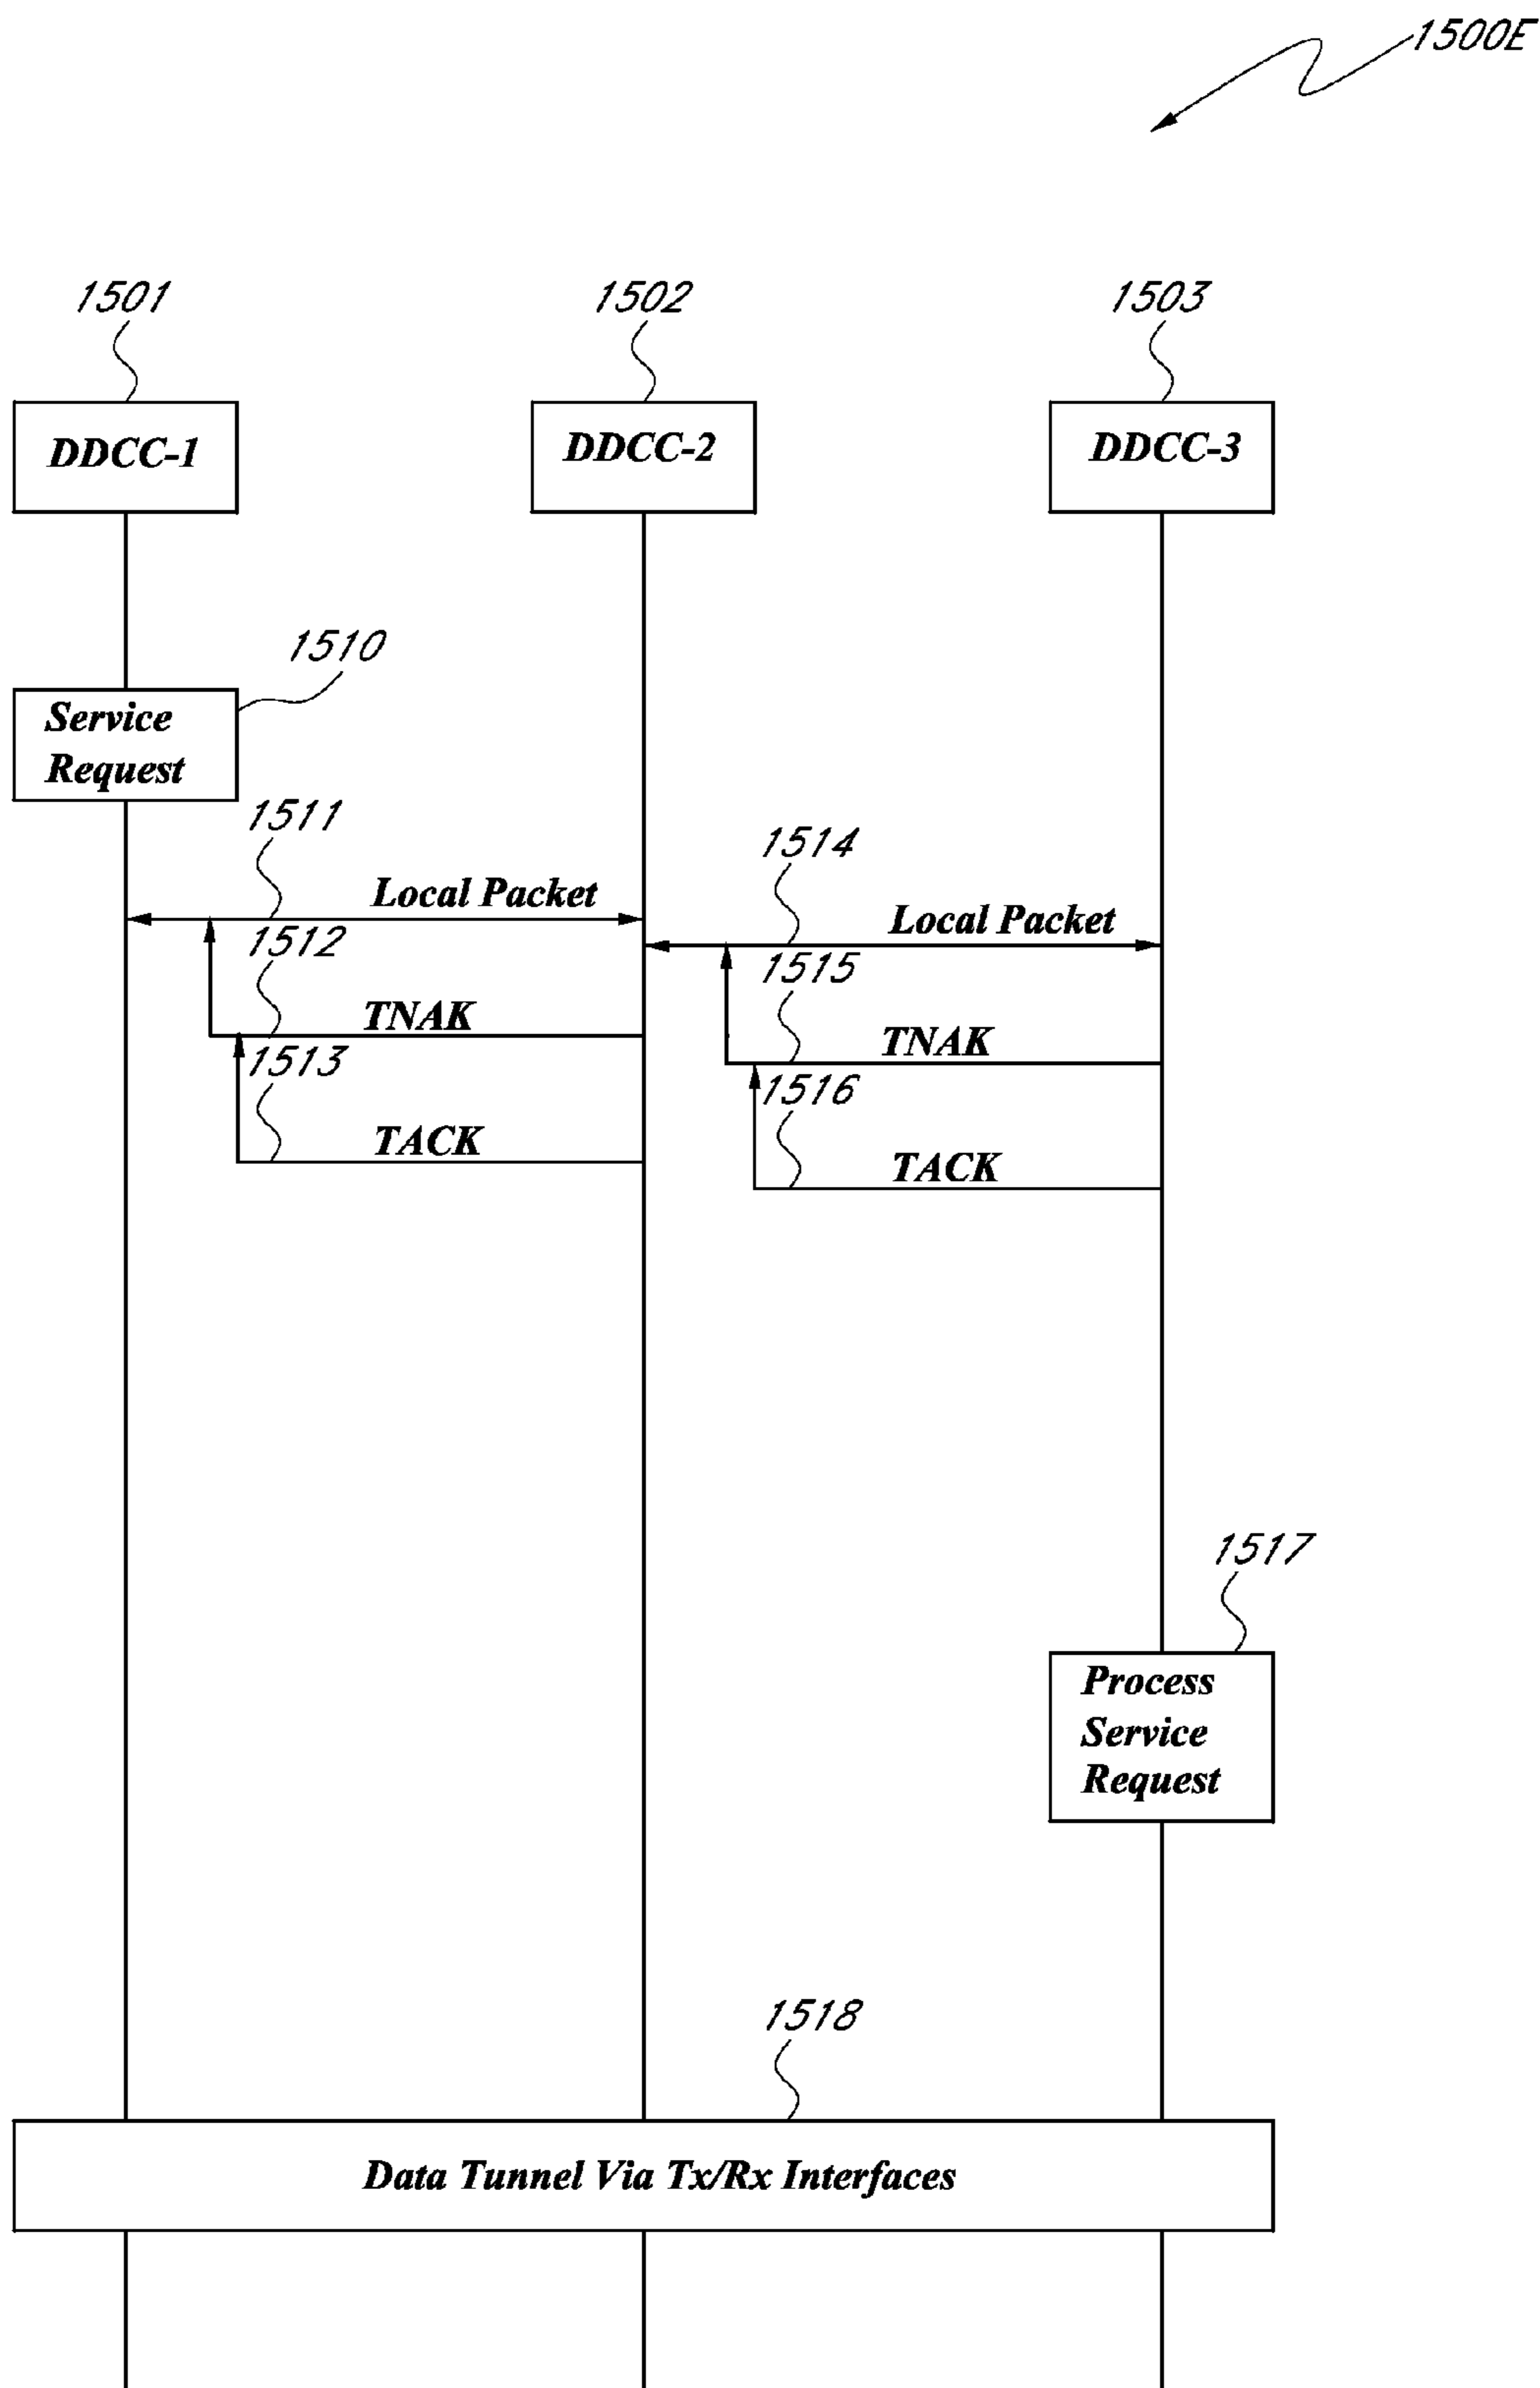 1500E
1501
1502
1503
DDCC-1
DDCC-2
DDCC-3
1510
Service
Request
1511
1514
Local Packet
Local Packet
1512
1515
TNAK
TNAK
1513
1516
TACK
TACK
1517
Process
Service
Request
1518
Data Tunnel Via Tx/Rx Interfaces